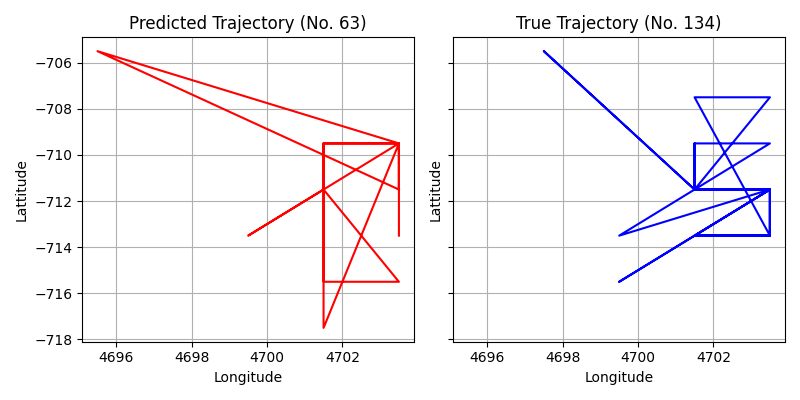 Predicted Trajectory (No. 63)
True Trajectory (No. 134)
Lattitude
−706
−708
−710
−712
−714
−716
−718
4696
4698
4700
4702
Longitude
Lattitude
4696
4698
4700
4702
Longitude